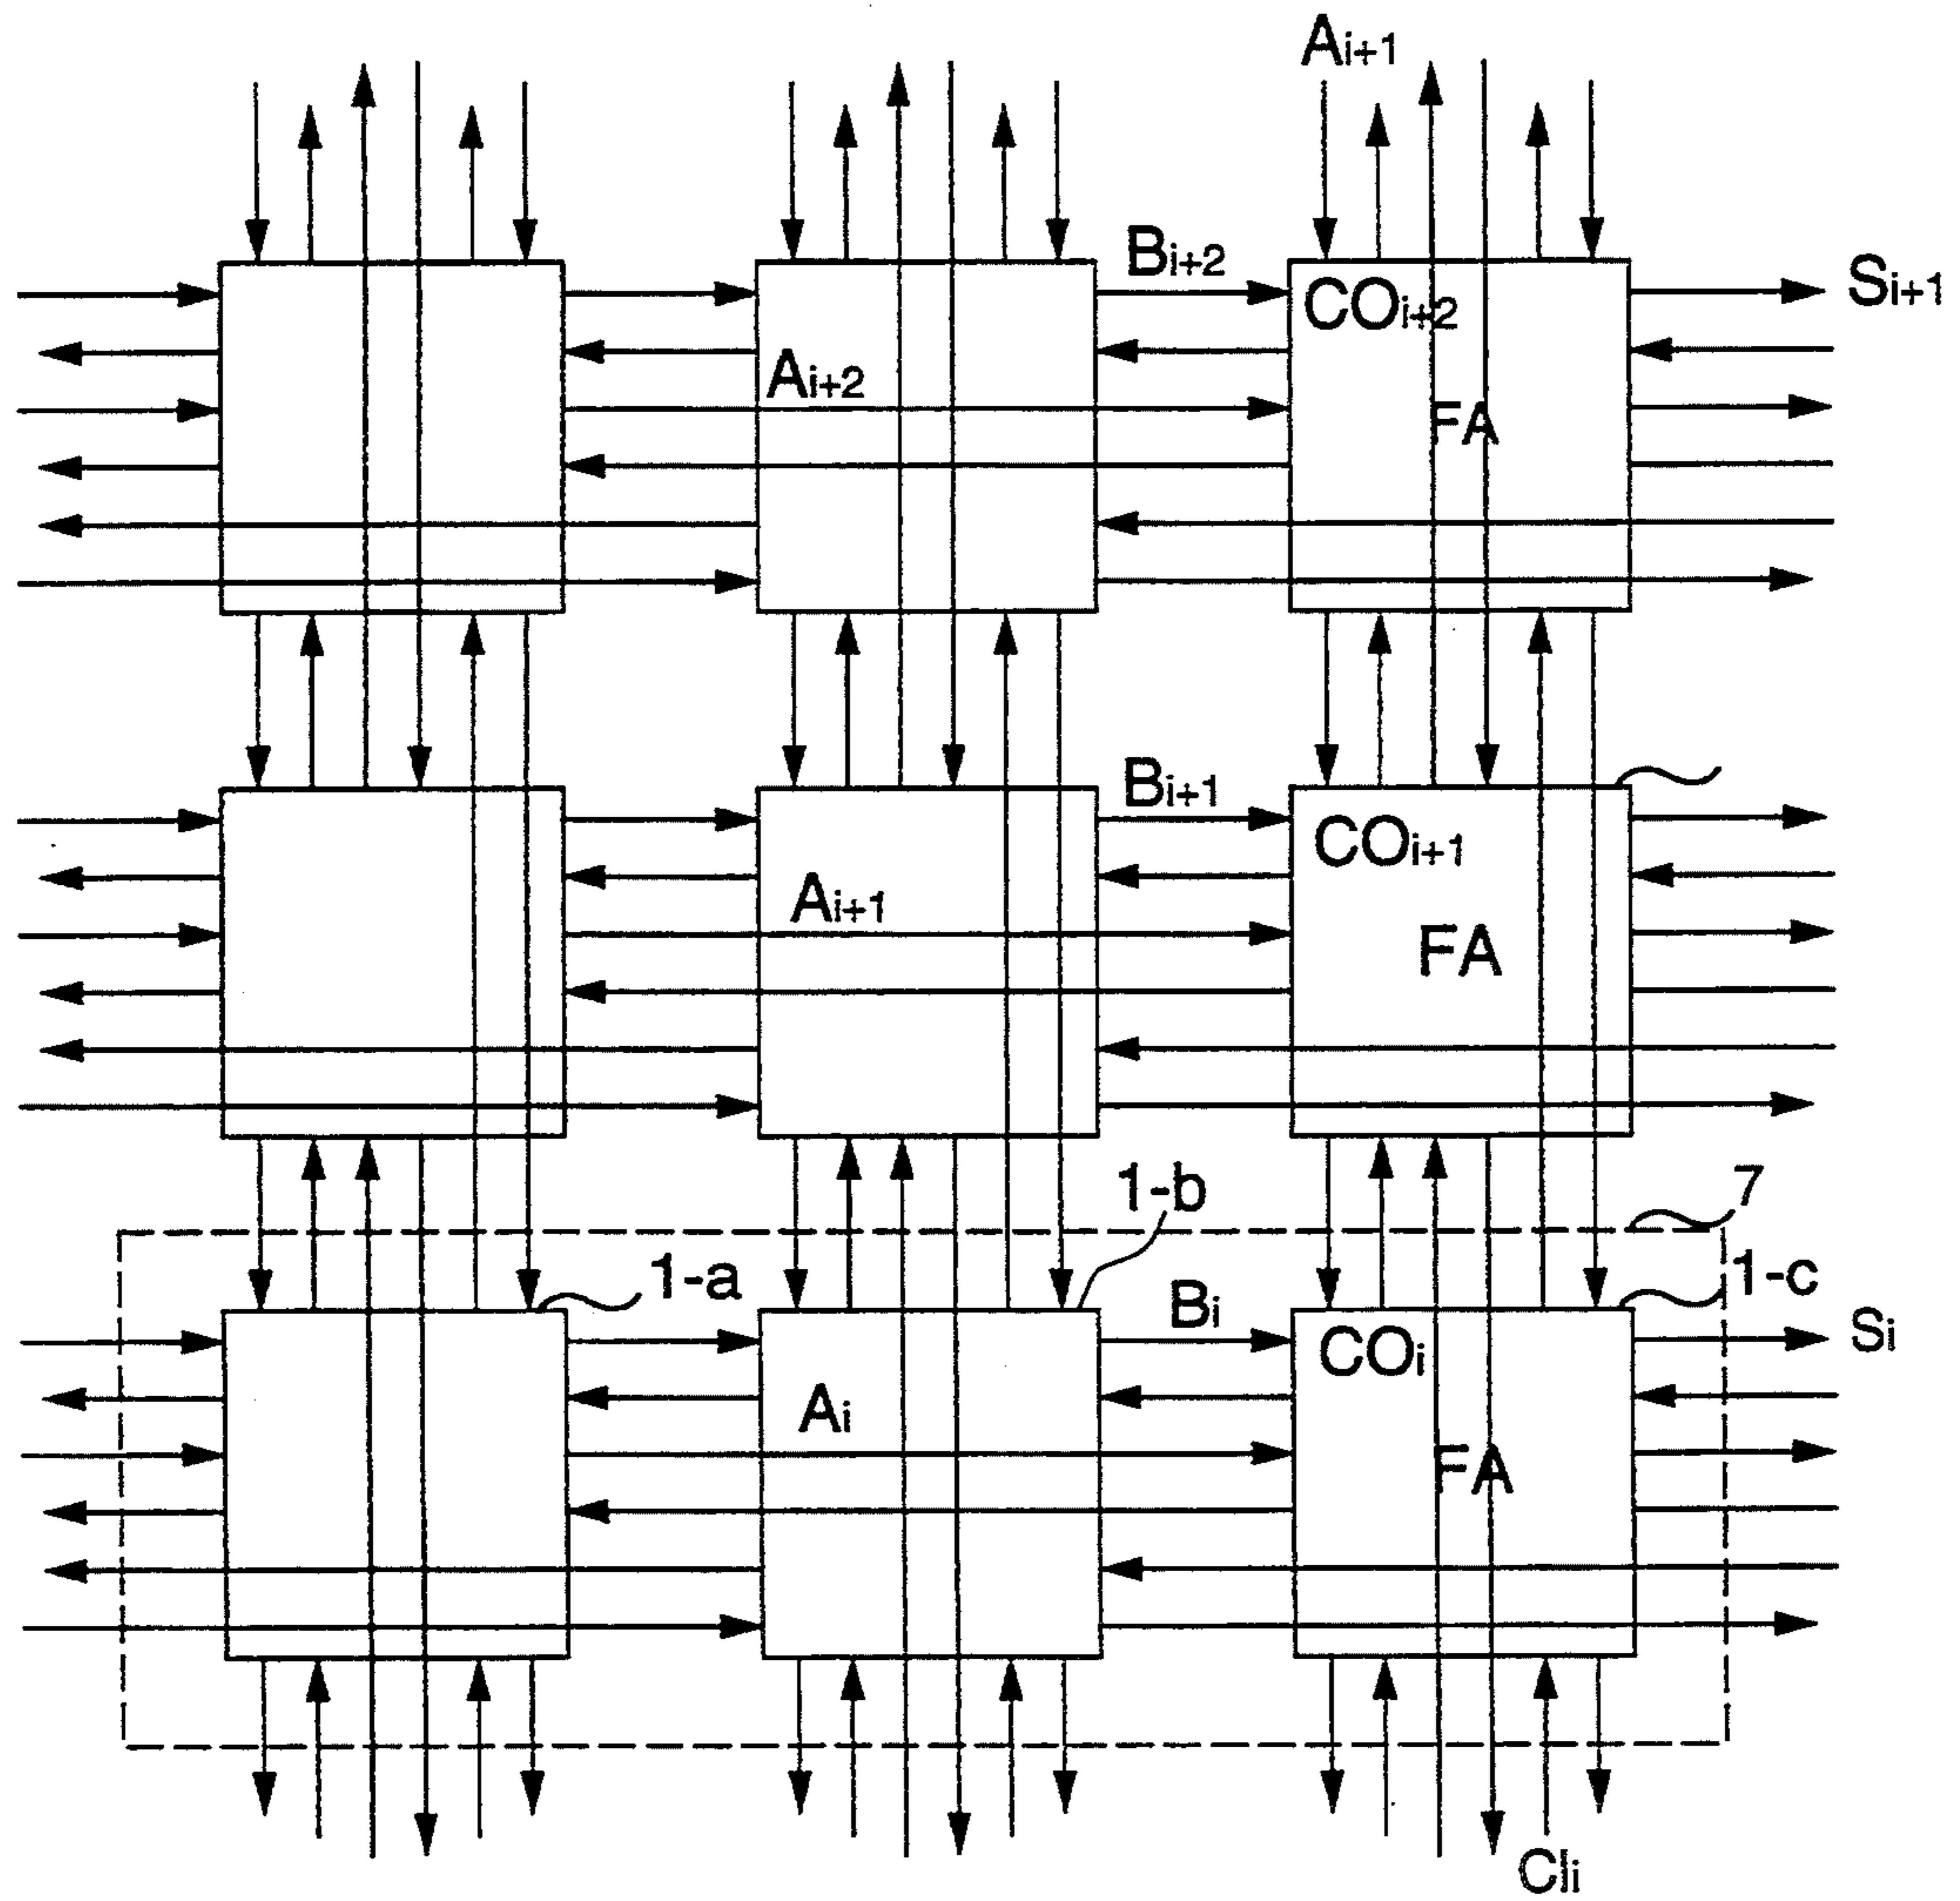 Ai+1
Bi+2
COi+2
Si+1
Ai+2
FA
Bi+1
COi+1
Ai+1
FA
7
1-b
1-a
1-c
Bi
COi
Si
Ai
FA
CIi